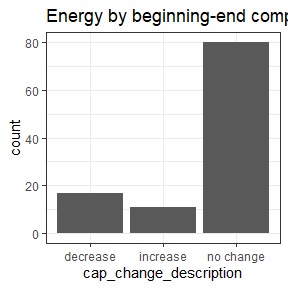 Energy by beginning-end comp
80
60
40
20
0
count
decrease increase no change
cap_change_description